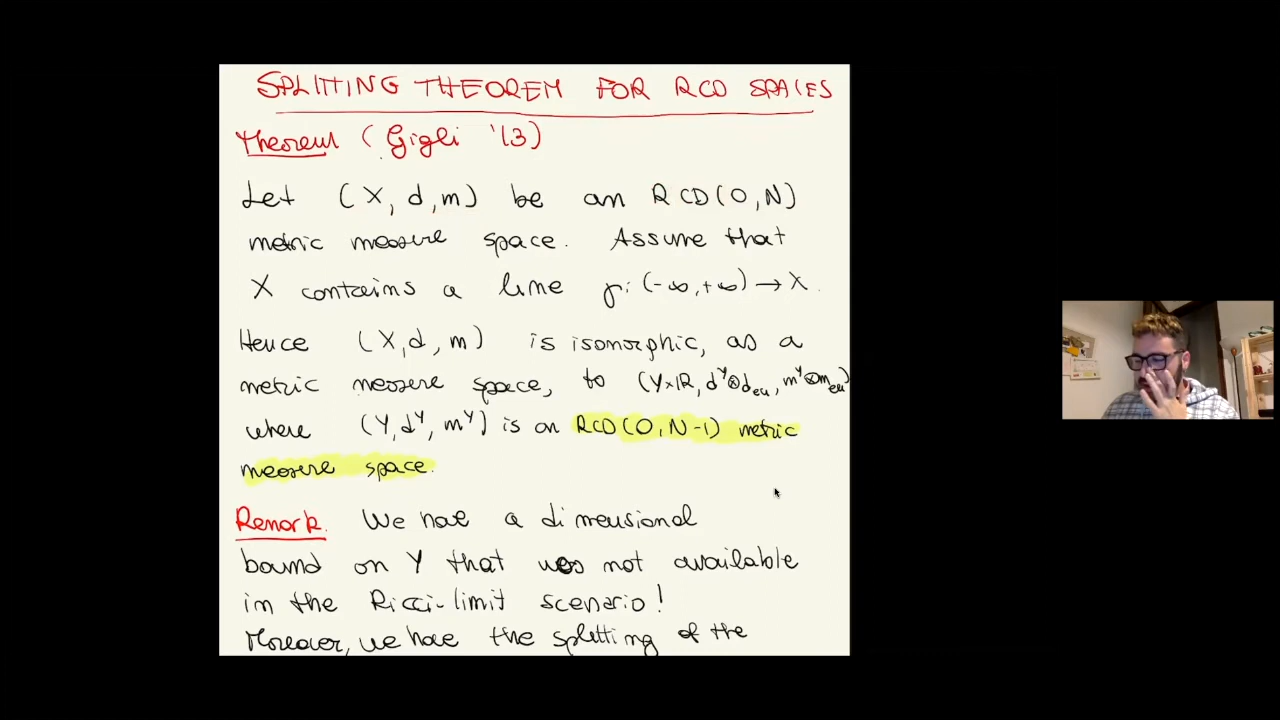 SPLITTING THEOREM FOR RCD SPACES
Theorem (Gigli '13)
Let (X, d, m) be an RCD(0, N)
metric measure space. Assure that
X contains a line γ: (-∞, +∞) → X.
Hence (X, d, m) is isomorphic, as a
metric measure space, to (Y×ℝ, d^Y⊗d_eu, m^Y⊗m_eu)
where (Y, d^Y, m^Y) is an RCD(0, N-1) metric
measure space.
Remark. We have a dimensional
bound on Y that was not available
in the Ricci-limit scenario!
Moreover, we have the splitting of the